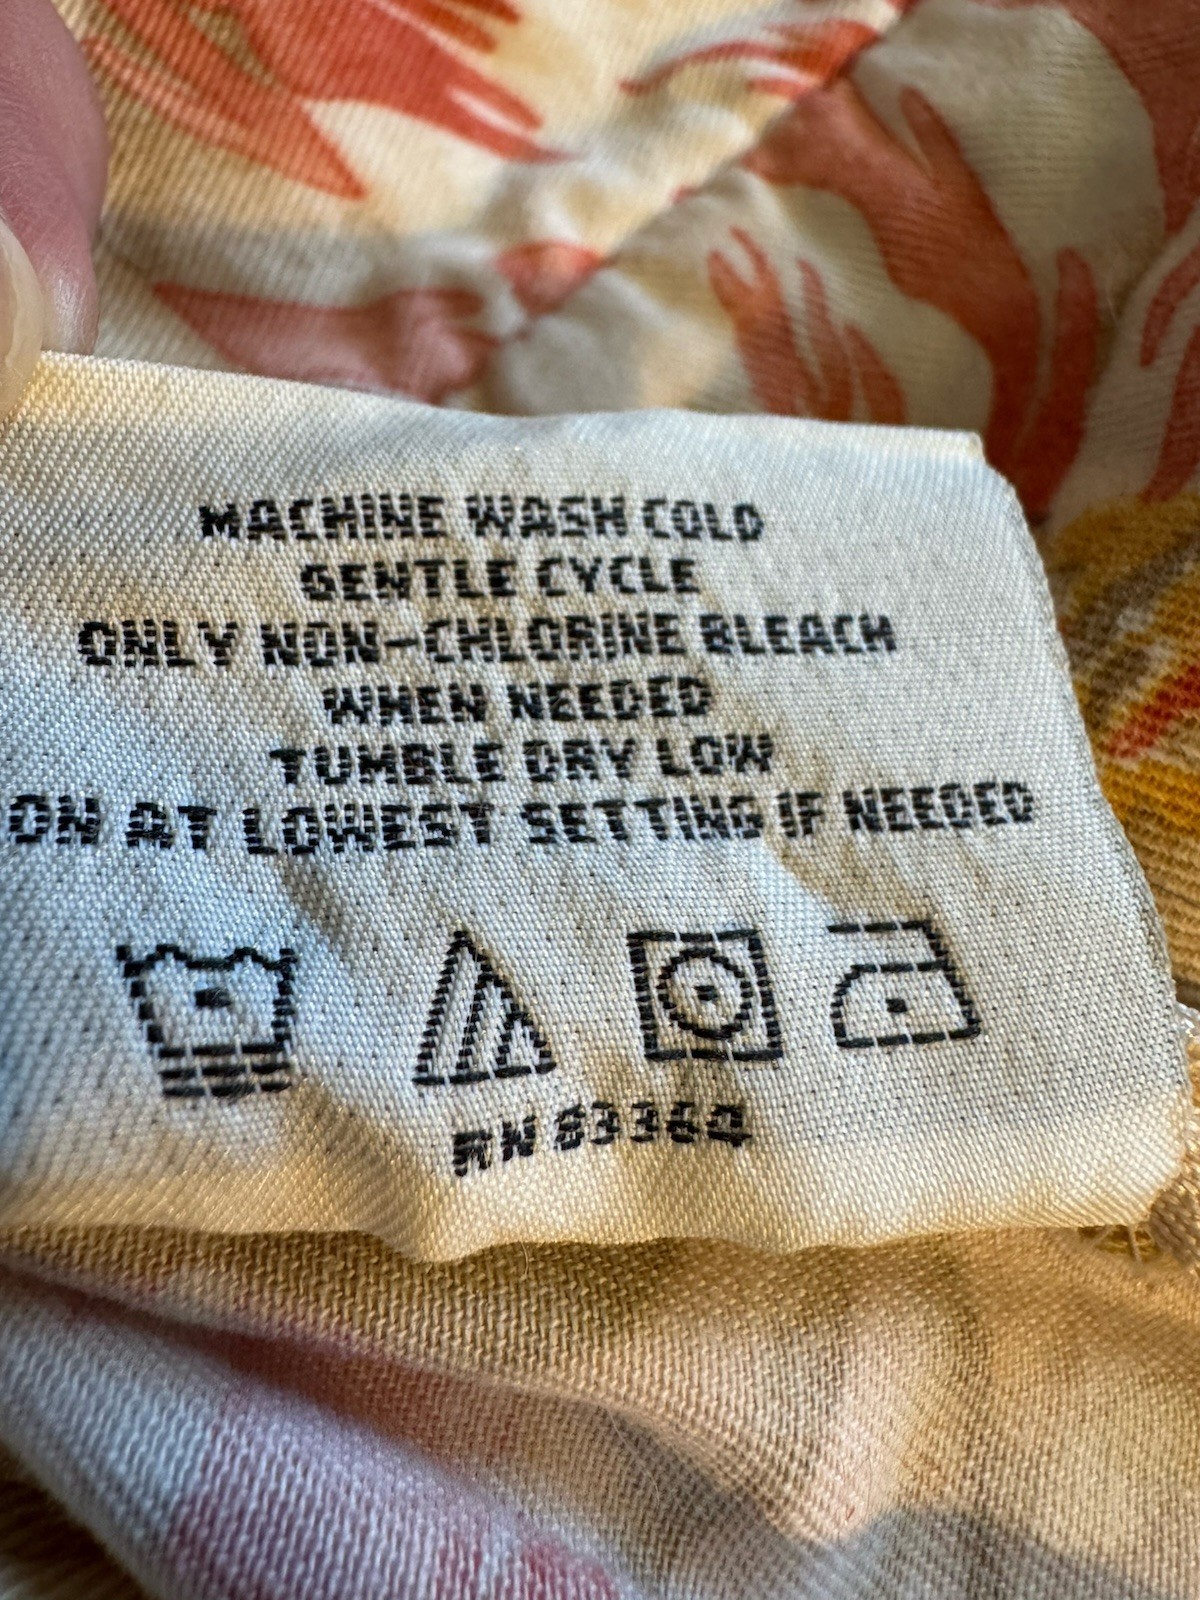 MACHINE WASH COLD
GENTLE CYCLE
ONLY NON-CHLORINE BLEACH
WHEN NEEDED
TUMBLE DRY LOW
ON AT LOWEST SETTING IF NEEDED
RN 83364